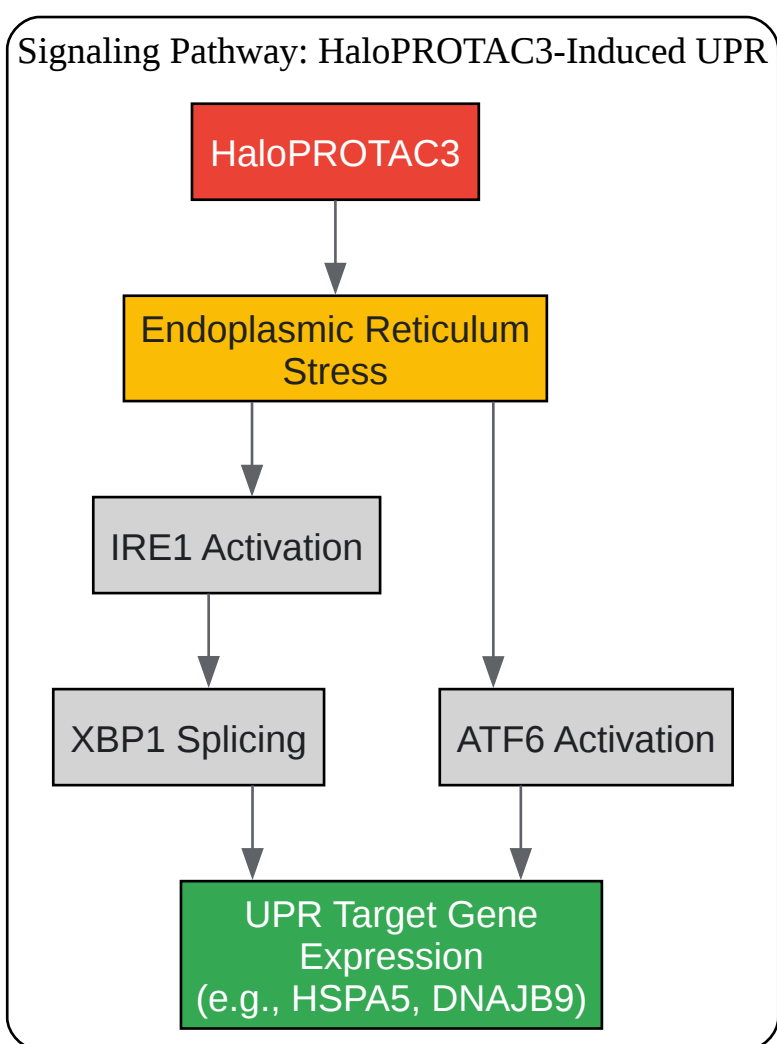 Signaling Pathway: HaloPROTAC3-Induced UPR
HaloPROTAC3
Endoplasmic Reticulum
Stress
IRE1 Activation
XBP1 Splicing
ATF6 Activation
UPR Target Gene
Expression
(e.g., HSPA5, DNAJB9)